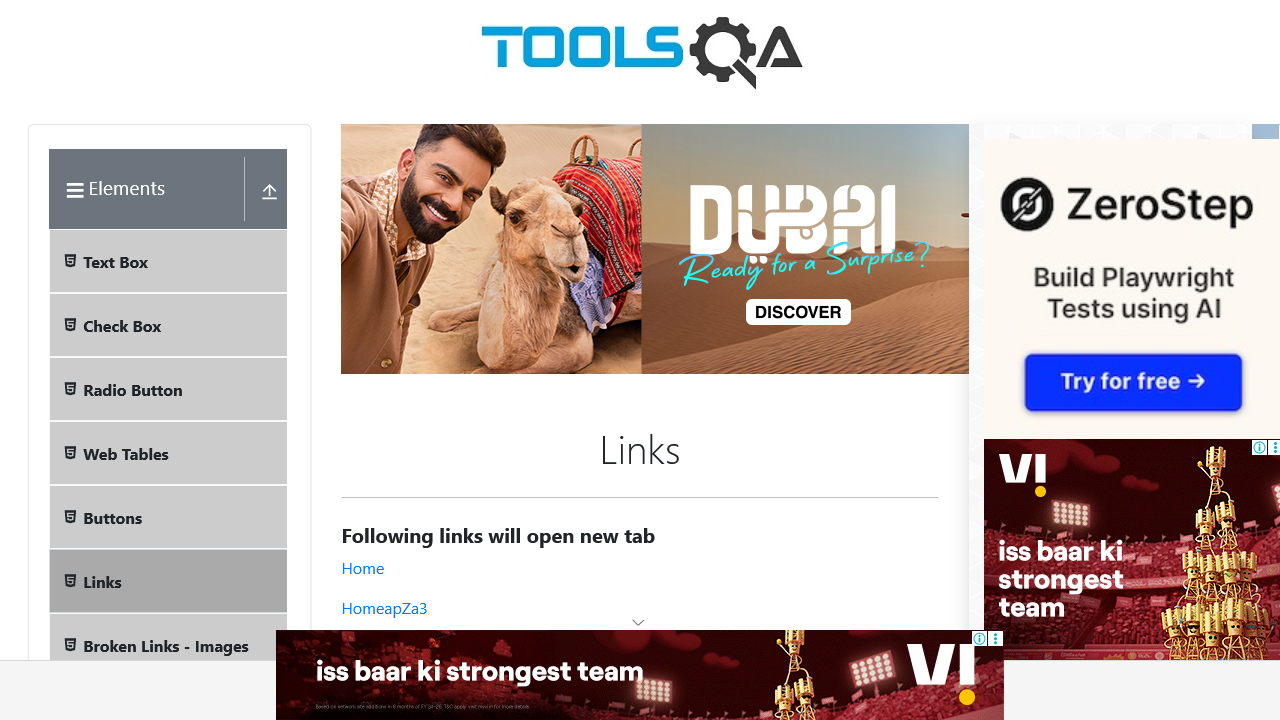 TOOLSQA
Elements
Text Box
Check Box
Radio Button
Web Tables
Buttons
Links
Broken Links - Images
DUBAI
Ready for a Surprise?
DISCOVER
Links
Following links will open new tab
Home
HomeapZa3
ZeroStep
Build Playwright
Tests using AI
Try for free →
VI
iss baar ki
strongest
team
iss baar ki strongest team
VI